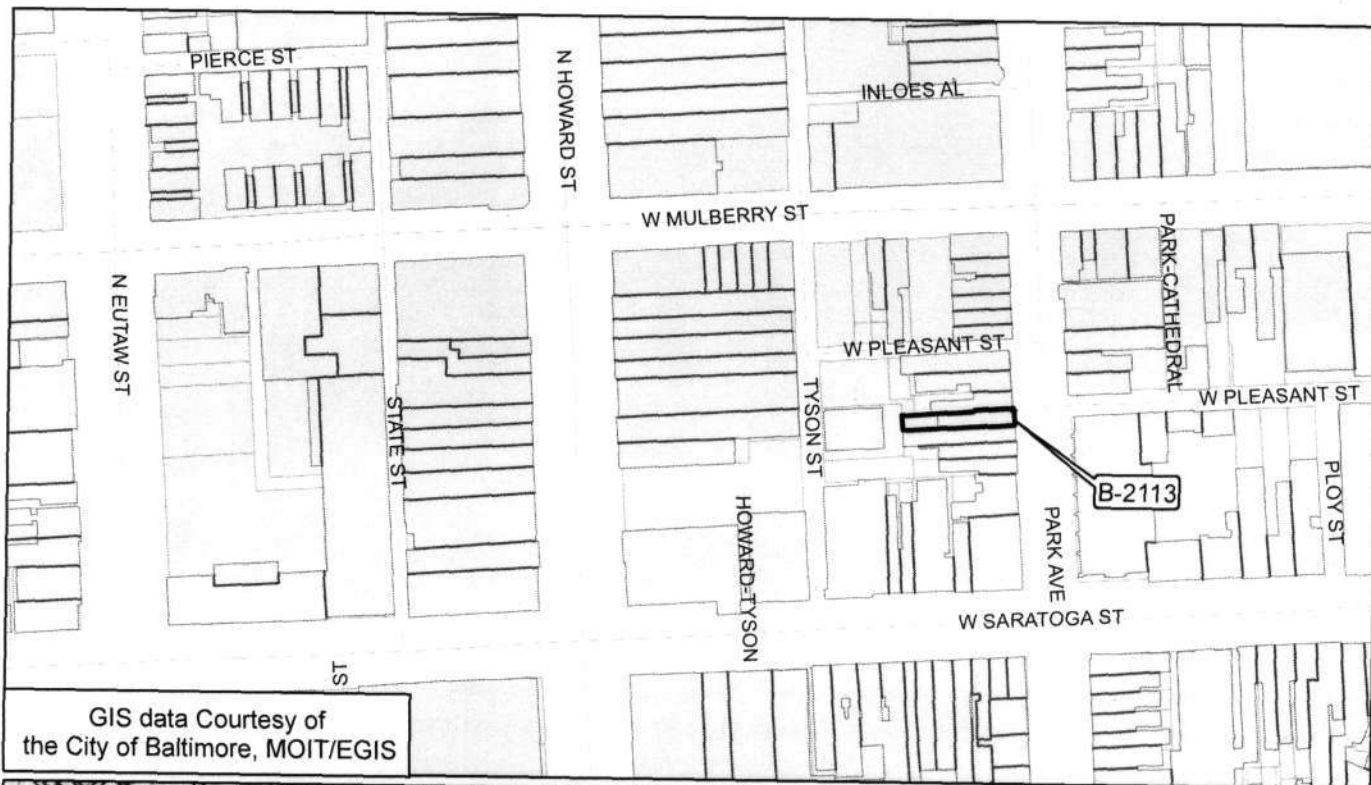 PIERCE ST
N HOWARD ST
INLOES AL
W MULBERRY ST
N EUTAW ST
PARK-CATHEDRAL
W PLEASANT ST
W PLEASANT ST
STATE ST
TYSON ST
B-2113
PLOY ST
HOWARD-TYSON
PARK AVE
W SARATOGA ST
ST
GIS data Courtesy of
the City of Baltimore, MOIT/EGIS